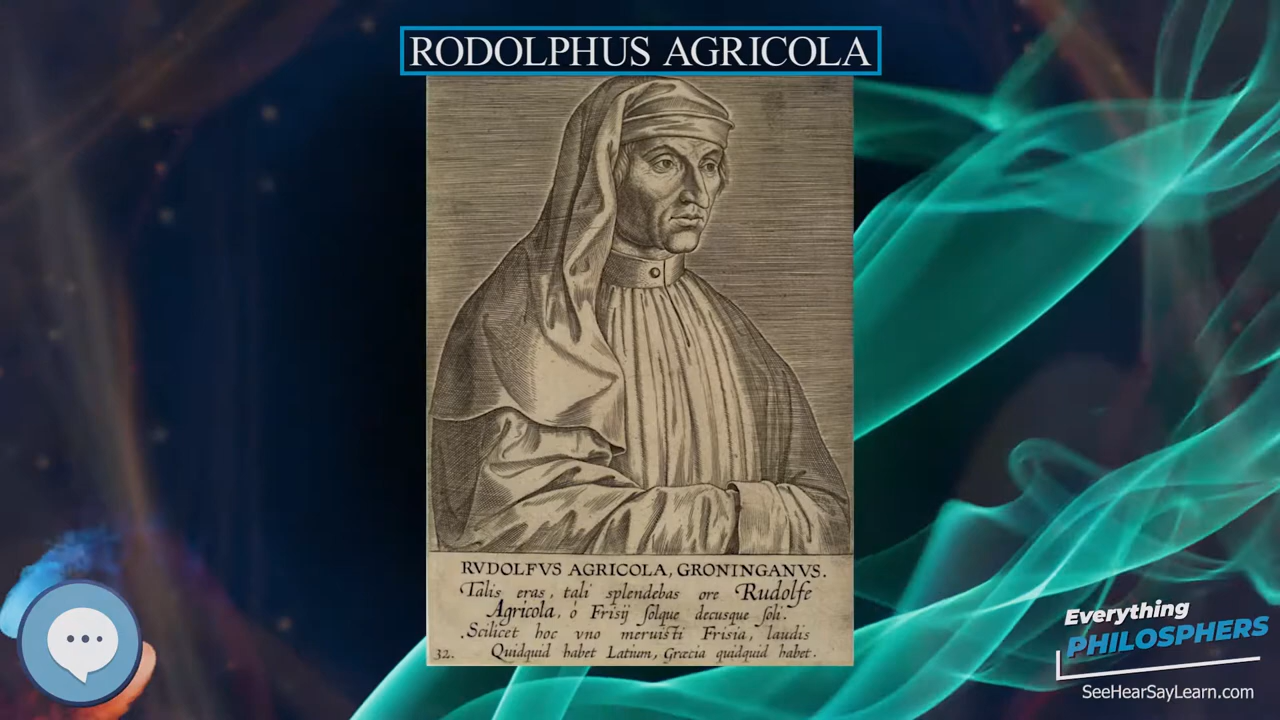 RODOLPHUS AGRICOLA
RVDOLFVS AGRICOLA, GRONINGANVS.
Talis eras, tali splendebas ore Rudolfe
Agricola, ó Frisij solque decusque soli.
Scilicet hoc vno meruisti Frisia, laudis
32. Quidquid habet Latium, Græcia quidquid habet.
Everything
PHILOSPHERS
SeeHearSayLearn.com